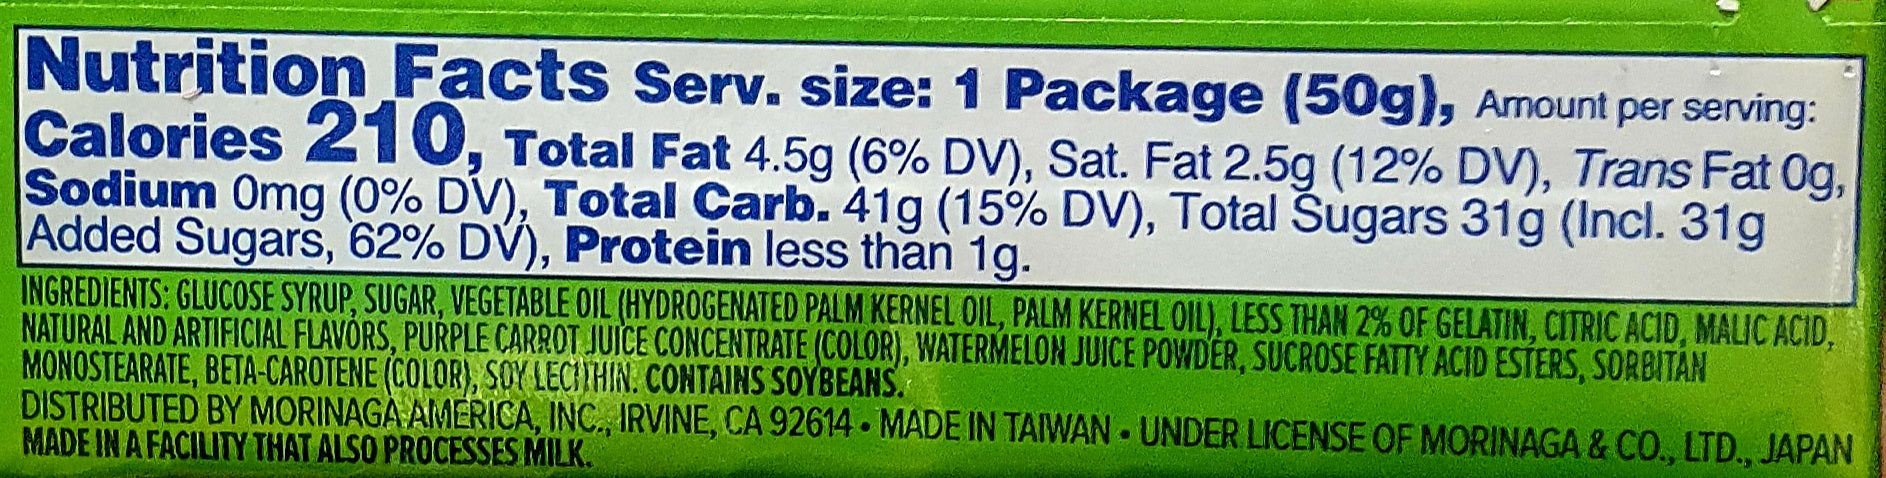 Nutrition Facts Serv. size: 1 Package (50g), Amount per serving:
Calories 210, Total Fat 4.5g (6% DV), Sat. Fat 2.5g (12% DV), Trans Fat 0g,
Sodium 0mg (0% DV), Total Carb. 41g (15% DV), Total Sugars 31g (Incl. 31g
Added Sugars, 62% DV), Protein less than 1g.
INGREDIENTS: GLUCOSE SYRUP, SUGAR, VEGETABLE OIL (HYDROGENATED PALM KERNEL OIL, PALM KERNEL OIL), LESS THAN 2% OF GELATIN, CITRIC ACID, MALIC ACID,
NATURAL AND ARTIFICIAL FLAVORS, PURPLE CARROT JUICE CONCENTRATE (COLOR), WATERMELON JUICE POWDER, SUCROSE FATTY ACID ESTERS, SORBITAN
MONOSTEARATE, BETA-CAROTENE (COLOR), SOY LECITHIN. CONTAINS SOYBEANS.
DISTRIBUTED BY MORINAGA AMERICA, INC., IRVINE, CA 92614 • MADE IN TAIWAN • UNDER LICENSE OF MORINAGA & CO., LTD., JAPAN
MADE IN A FACILITY THAT ALSO PROCESSES MILK.